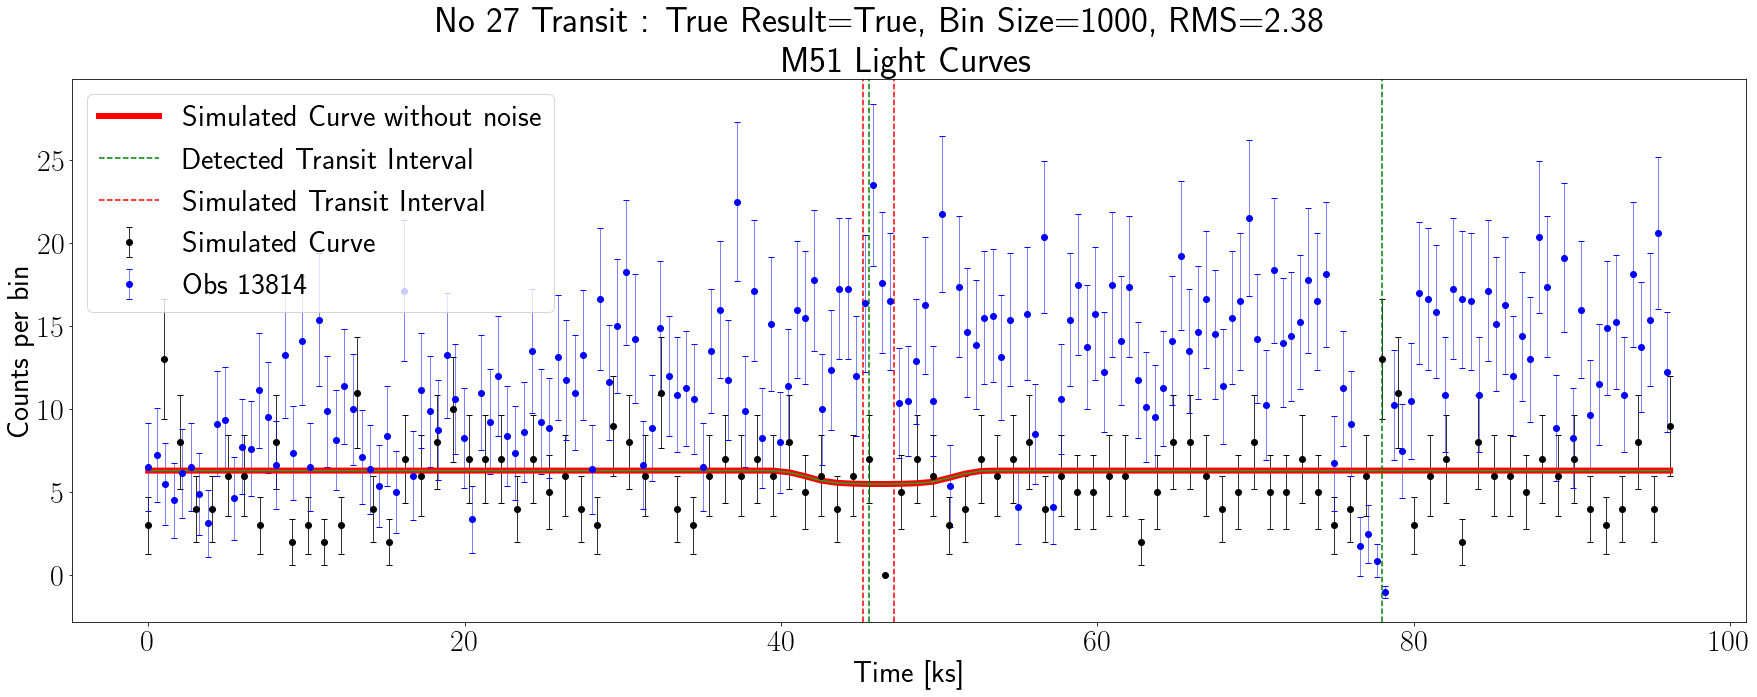 No 27 Transit : True Result=True, Bin Size=1000, RMS=2.38
M51 Light Curves
Simulated Curve without noise
Detected Transit Interval
Simulated Transit Interval
Simulated Curve
Obs 13814
Counts per bin
25
20
15
10
5
0
0 20 40 60 80 100
Time [ks]